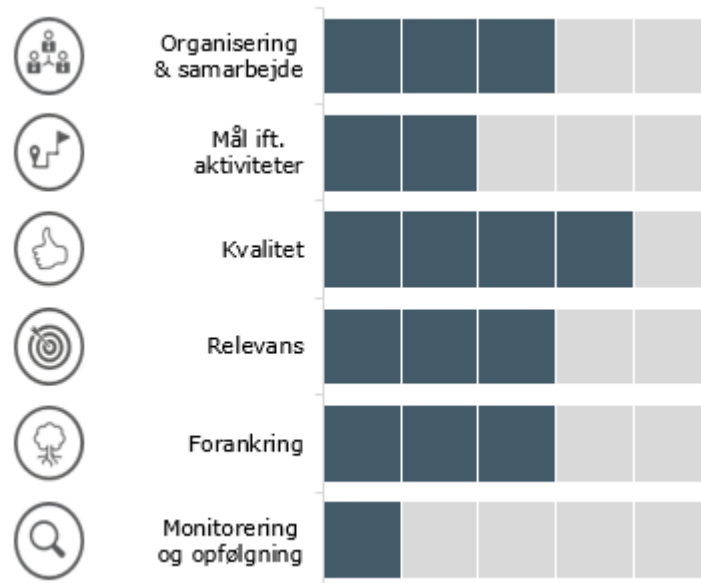 Organisering
& samarbejde
Mål ift.
aktiviteter
Kvalitet
Relevans
Forankring
Monitorering
og opfølgning